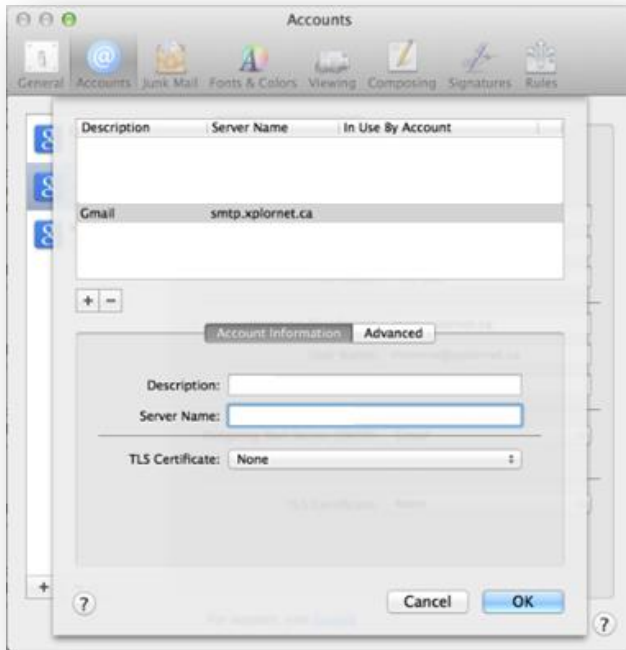 Accounts
General Accounts Junk Mail Fonts & Colors Viewing Composing Signatures Rules
Description Server Name In Use By Account
Gmail smtp.xplornet.ca
+ −
Account Information Advanced
Description:
Server Name:
TLS Certificate: None
+
? Cancel OK
?